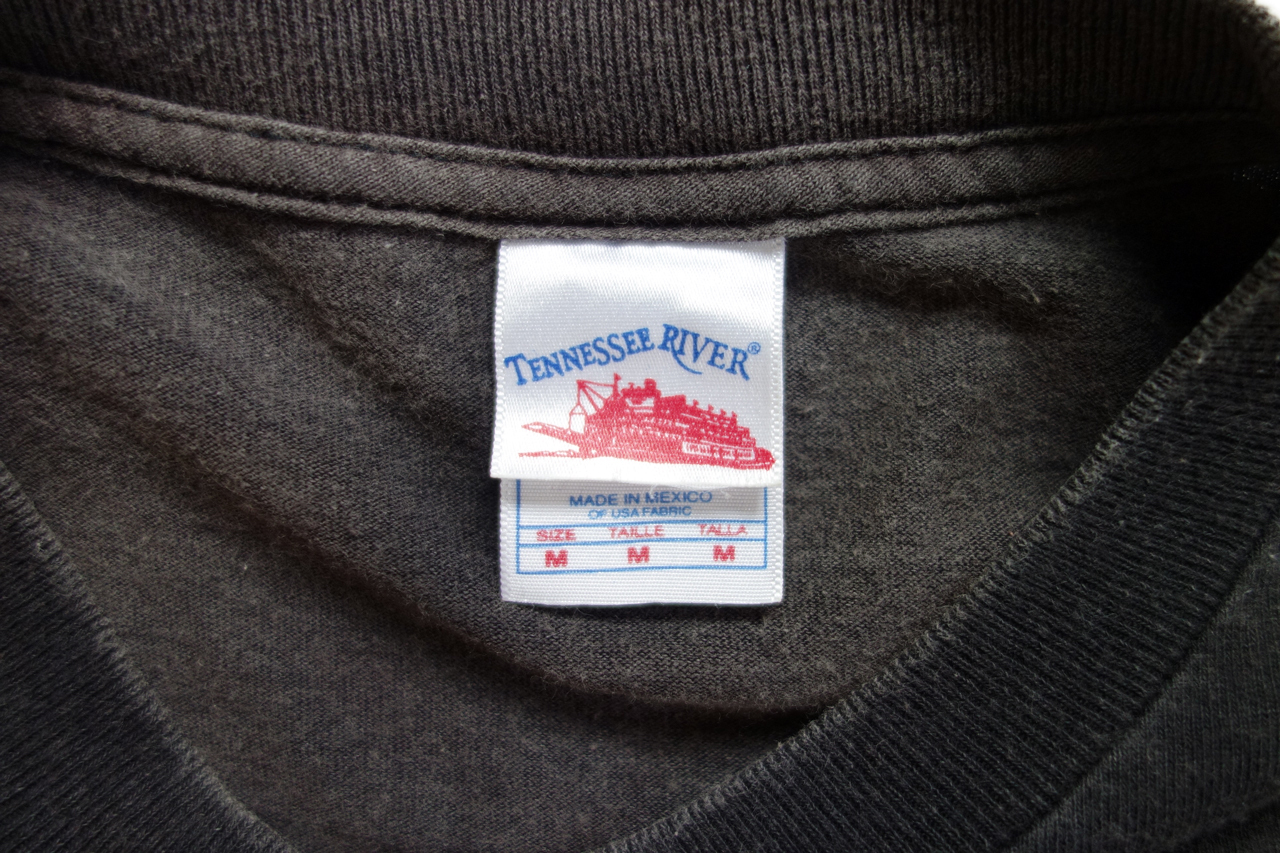 TENNESSEE RIVER®
MADE IN MEXICO
OF USA FABRIC
SIZE TAILLE TALLA
M M M